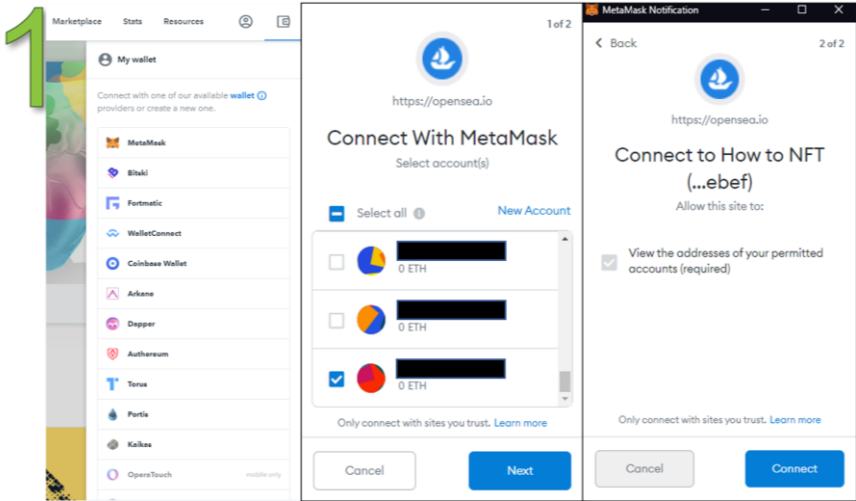 1
Marketplace Stats Resources
My wallet
Connect with one of our available wallet
providers or create a new one.
MetaMask
Bitski
Fortmatic
WalletConnect
Coinbase Wallet
Arkane
Dapper
Authereum
Torus
Portis
Kaikas
OperaTouch mobile only
1 of 2
https://opensea.io
Connect With MetaMask
Select account(s)
Select all New Account
0 ETH
0 ETH
0 ETH
Only connect with sites you trust. Learn more
Cancel Next
MetaMask Notification
Back 2 of 2
https://opensea.io
Connect to How to NFT
(...ebef)
Allow this site to:
View the addresses of your permitted
accounts (required)
Only connect with sites you trust. Learn more
Cancel Connect